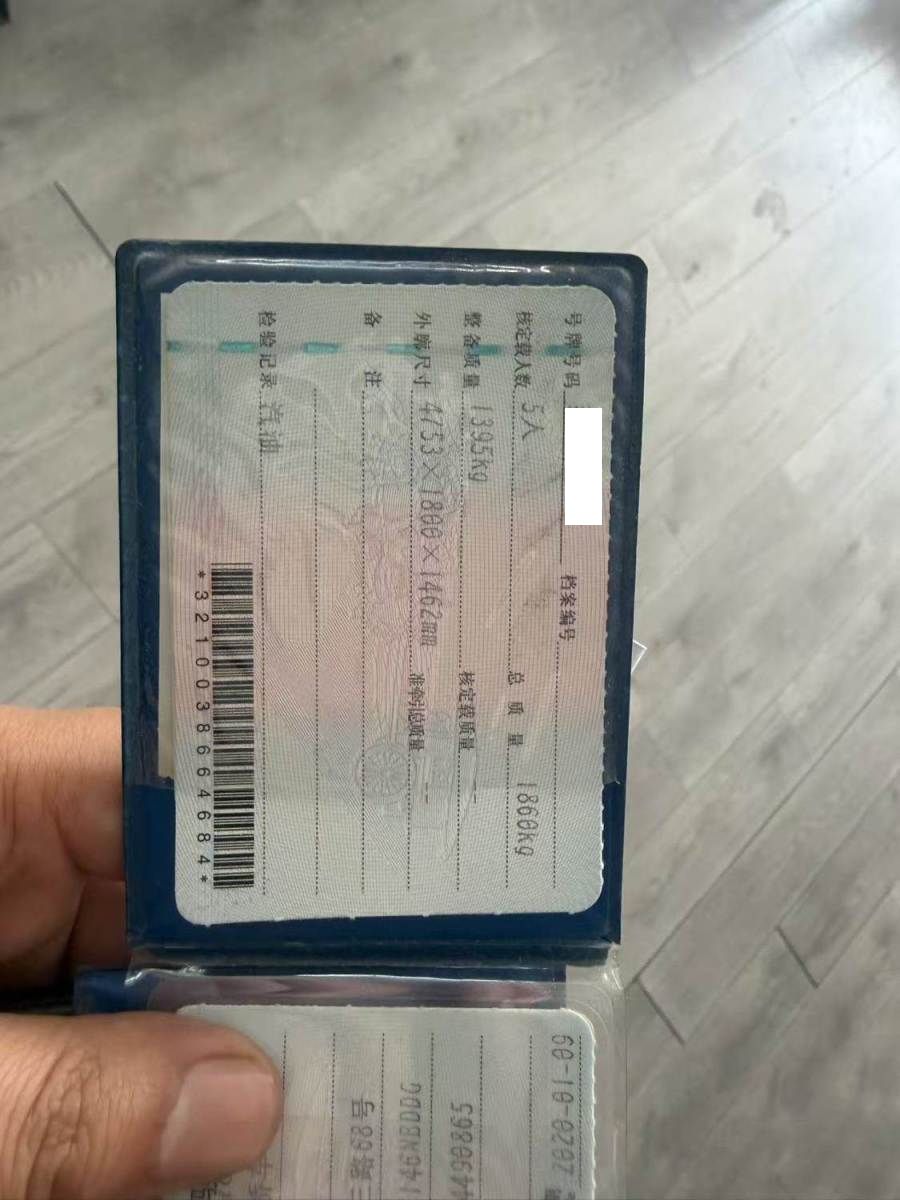 号牌号码 档案编号
核定载人数 5人 总质量 1860kg
整备质量 1395kg 核定载质量 --
外廓尺寸 4753×1800×1462mm 准牵引总质量 --
备注
检验记录 汽油
*3210038664684*